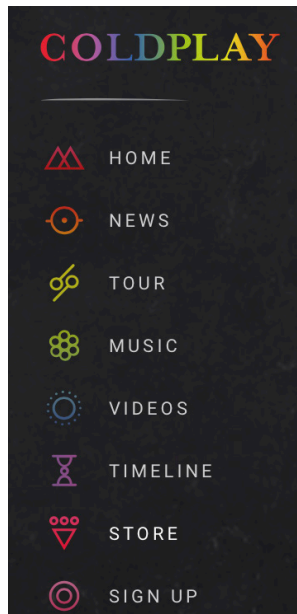 COLDPLAY
HOME
NEWS
TOUR
MUSIC
VIDEOS
TIMELINE
STORE
SIGN UP